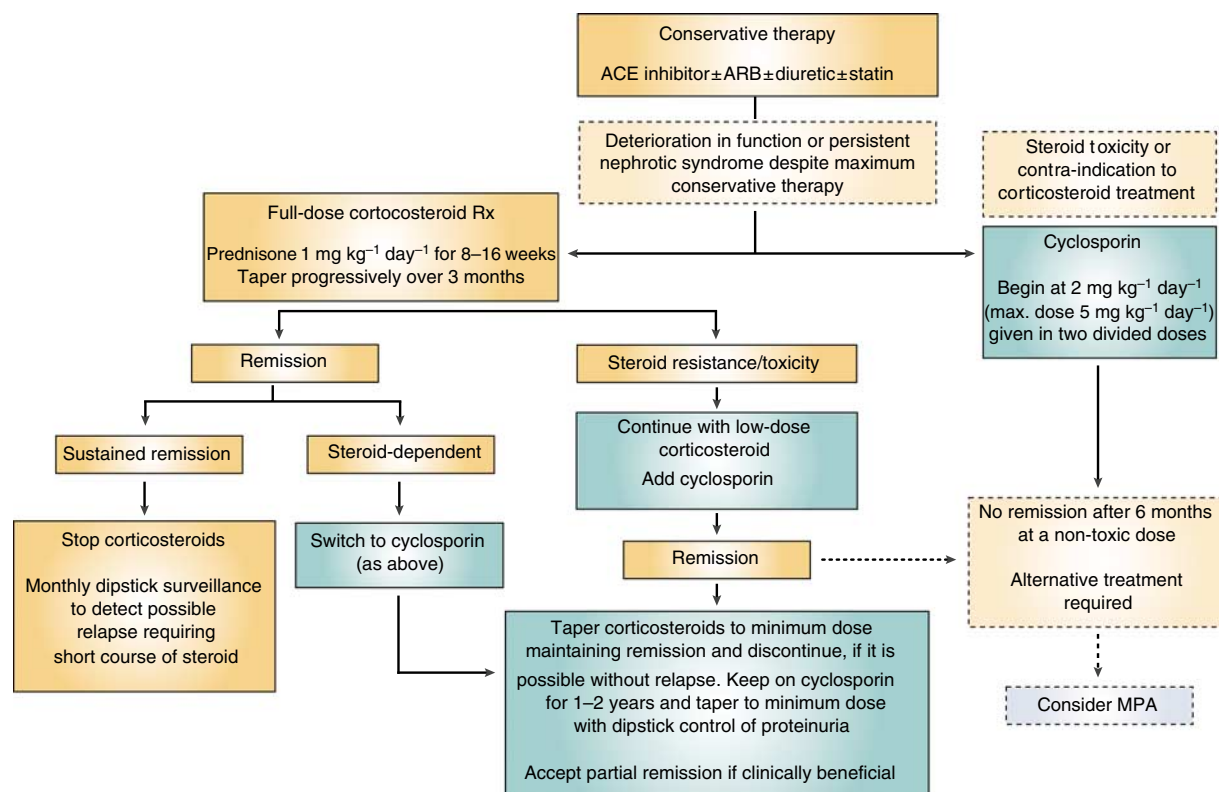 Conservative therapy
ACE inhibitor±ARB±diuretic±statin
Deterioration in function or persistent
nephrotic syndrome despite maximum
conservative therapy
Steroid toxicity or
contra-indication to
corticosteroid treatment
Full-dose cortocosteroid Rx
Prednisone 1 mg kg⁻¹ day⁻¹ for 8–16 weeks
Taper progressively over 3 months
Cyclosporin
Begin at 2 mg kg⁻¹ day⁻¹
(max. dose 5 mg kg⁻¹ day⁻¹)
given in two divided doses
Remission
Steroid resistance/toxicity
Sustained remission
Steroid-dependent
Continue with low-dose
corticosteroid
Add cyclosporin
Stop corticosteroids
Monthly dipstick surveillance
to detect possible
relapse requiring
short course of steroid
Switch to cyclosporin
(as above)
Remission
No remission after 6 months
at a non-toxic dose
Alternative treatment
required
Taper corticosteroids to minimum dose
maintaining remission and discontinue, if it is
possible without relapse. Keep on cyclosporin
for 1–2 years and taper to minimum dose
with dipstick control of proteinuria
Accept partial remission if clinically beneficial
Consider MPA